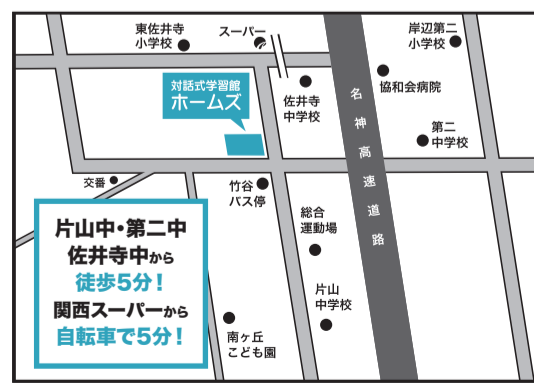 東佐井寺
小学校
スーパー
岸辺第二
小学校
対話式学習館
ホームズ
佐井寺
中学校
協和会病院
名神高速道路
第二
中学校
交番
竹谷
バス停
総合
運動場
片山中・第二中
佐井寺中から
徒歩5分!
関西スーパーから
自転車で5分!
片山
中学校
南ヶ丘
こども園